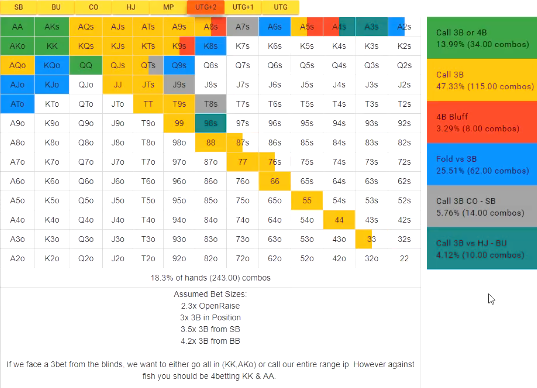 SB BU CO HJ MP UTG+2 UTG+1 UTG
AA AKs AQs AJs ATs A9s A8s A7s A6s A5s A4s A3s A2s
AKo KK KQs KJs KTs K9s K8s K7s K6s K5s K4s K3s K2s
AQo KQo QQ QJs QTs Q9s Q8s Q7s Q6s Q5s Q4s Q3s Q2s
AJo KJo QJo JJ JTs J9s J8s J7s J6s J5s J4s J3s J2s
ATo KTo QTo JTo TT T9s T8s T7s T6s T5s T4s T3s T2s
A9o K9o Q9o J9o T9o 99 98s 97s 96s 95s 94s 93s 92s
A8o K8o Q8o J8o T8o 98o 88 87s 86s 85s 84s 83s 82s
A7o K7o Q7o J7o T7o 97o 87o 77 76s 75s 74s 73s 72s
A6o K6o Q6o J6o T6o 96o 86o 76o 66 65s 64s 63s 62s
A5o K5o Q5o J5o T5o 95o 85o 75o 65o 55 54s 53s 52s
A4o K4o Q4o J4o T4o 94o 84o 74o 64o 54o 44 43s 42s
A3o K3o Q3o J3o T3o 93o 83o 73o 63o 53o 43o 33 32s
A2o K2o Q2o J2o T2o 92o 82o 72o 62o 52o 42o 32o 22
18.3% of hands (243.00) combos
Assumed Bet Sizes:
2.3x OpenRaise
3x 3B in Position
3.5x 3B from SB
4.2x 3B from BB
If we face a 3bet from the blinds, we want to either go all in (KK,AKo) or call our entire range ip. However against
fish you should be 4betting KK & AA.
Call 3B or 4B
13.99% (34.00 combos)
Call 3B
47.33% (115.00 combos)
4B Bluff
3.29% (8.00 combos)
Fold vs 3B
25.51% (62.00 combos)
Call 3B CO - SB
5.76% (14.00 combos)
Call 3B vs HJ - BU
4.12% (10.00 combos)